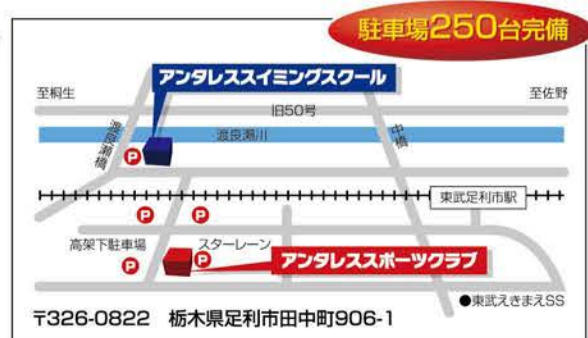 駐車場250台完備
アンタレススイミングスクール
至桐生
至佐野
旧50号
渡良瀬川
渡良瀬橋
中橋
P
東武足利市駅
P
P
高架下駐車場
スターレーン
P
P
アンタレススポーツクラブ
●東武えきまえSS
〒326-0822 栃木県足利市田中町906-1